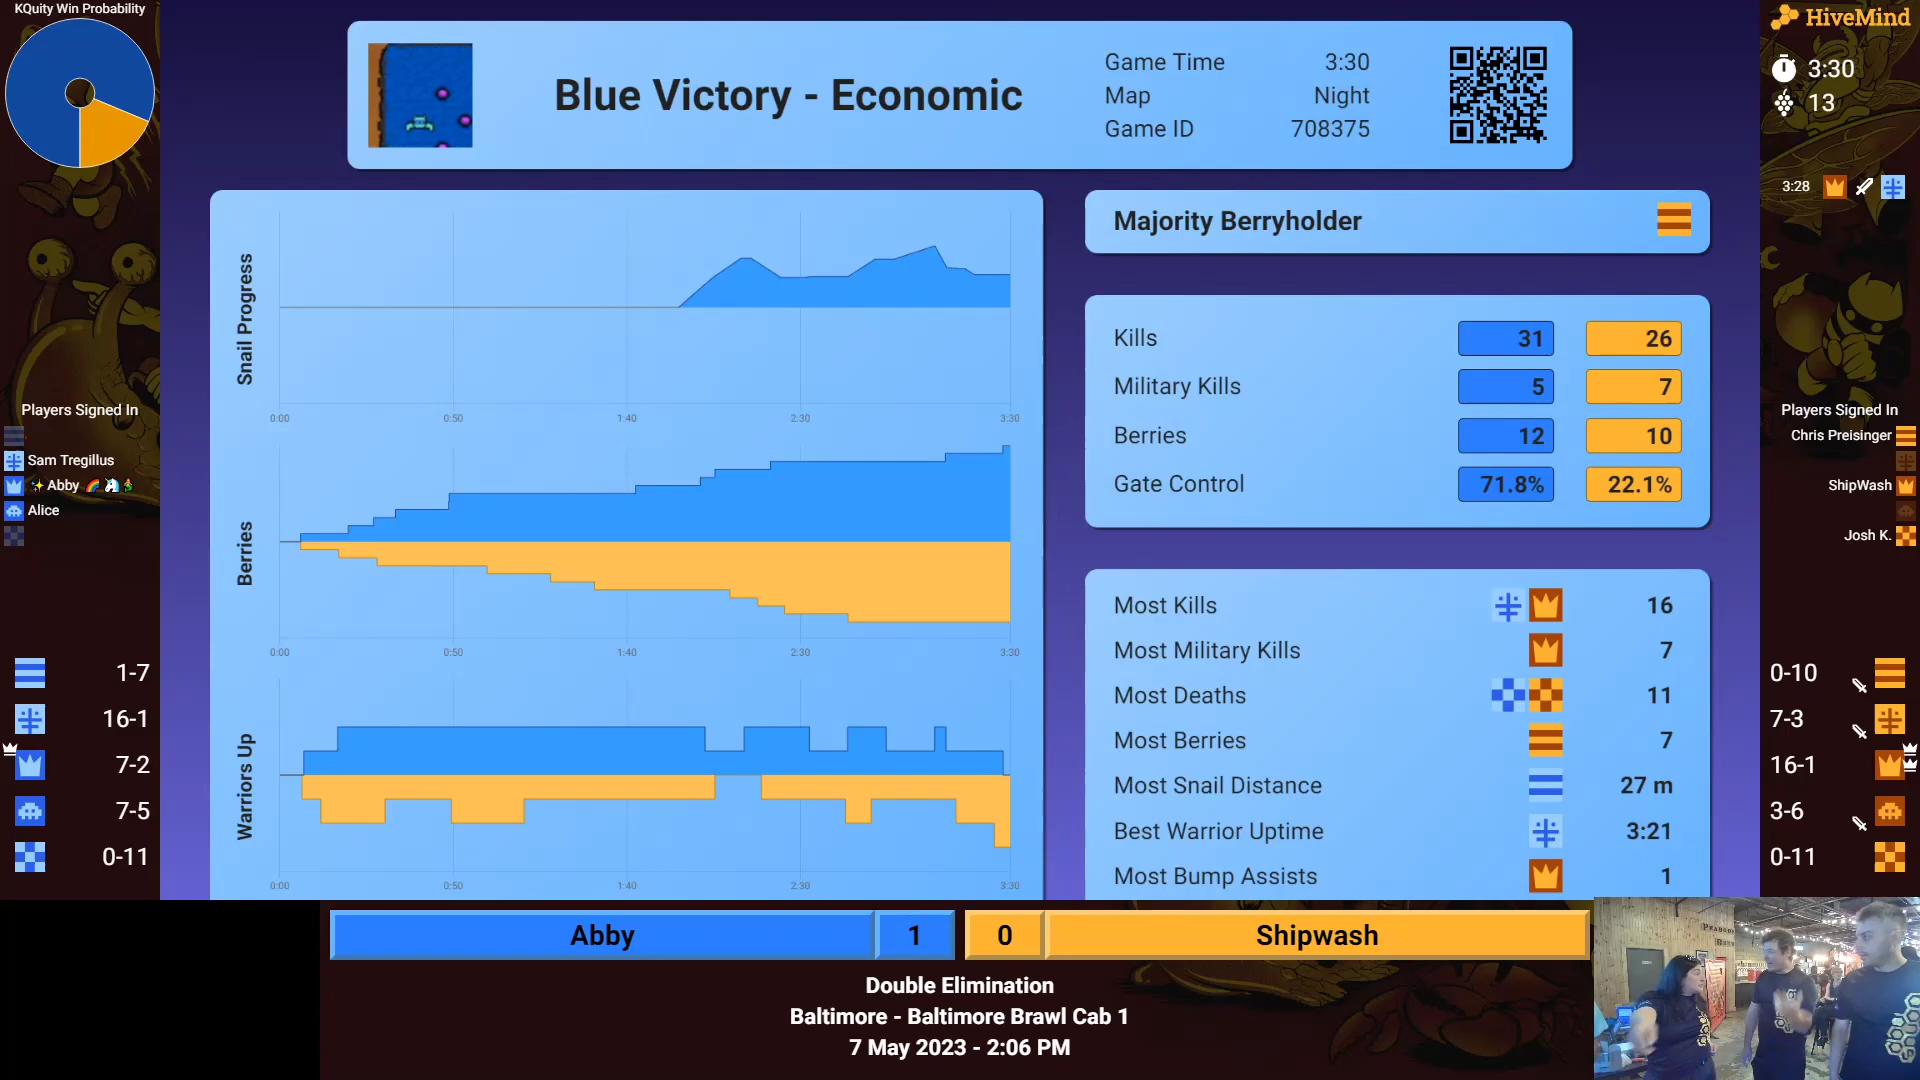 KQuity Win Probability
Blue Victory - Economic
Game Time 3:30
Map Night
Game ID 708375
HiveMind
3:30
13
3:28
Majority Berryholder
Snail Progress
0:00 0:50 1:40 2:30 3:30
Kills 31 26
Military Kills 5 7
Berries 12 10
Gate Control 71.8% 22.1%
Players Signed In
Sam Tregillus
✨Abby 🌈🦄🧜
Alice
Players Signed In
Chris Preisinger
ShipWash
Josh K.
Berries
0:00 0:50 1:40 2:30 3:30
Most Kills 16
Most Military Kills 7
Most Deaths 11
Most Berries 7
Most Snail Distance 27 m
Best Warrior Uptime 3:21
Most Bump Assists 1
Warriors Up
0:00 0:50 1:40 2:30 3:30
1-7
16-1
7-2
7-5
0-11
0-10
7-3
16-1
3-6
0-11
Abby 1 0 Shipwash
Double Elimination
Baltimore - Baltimore Brawl Cab 1
7 May 2023 - 2:06 PM